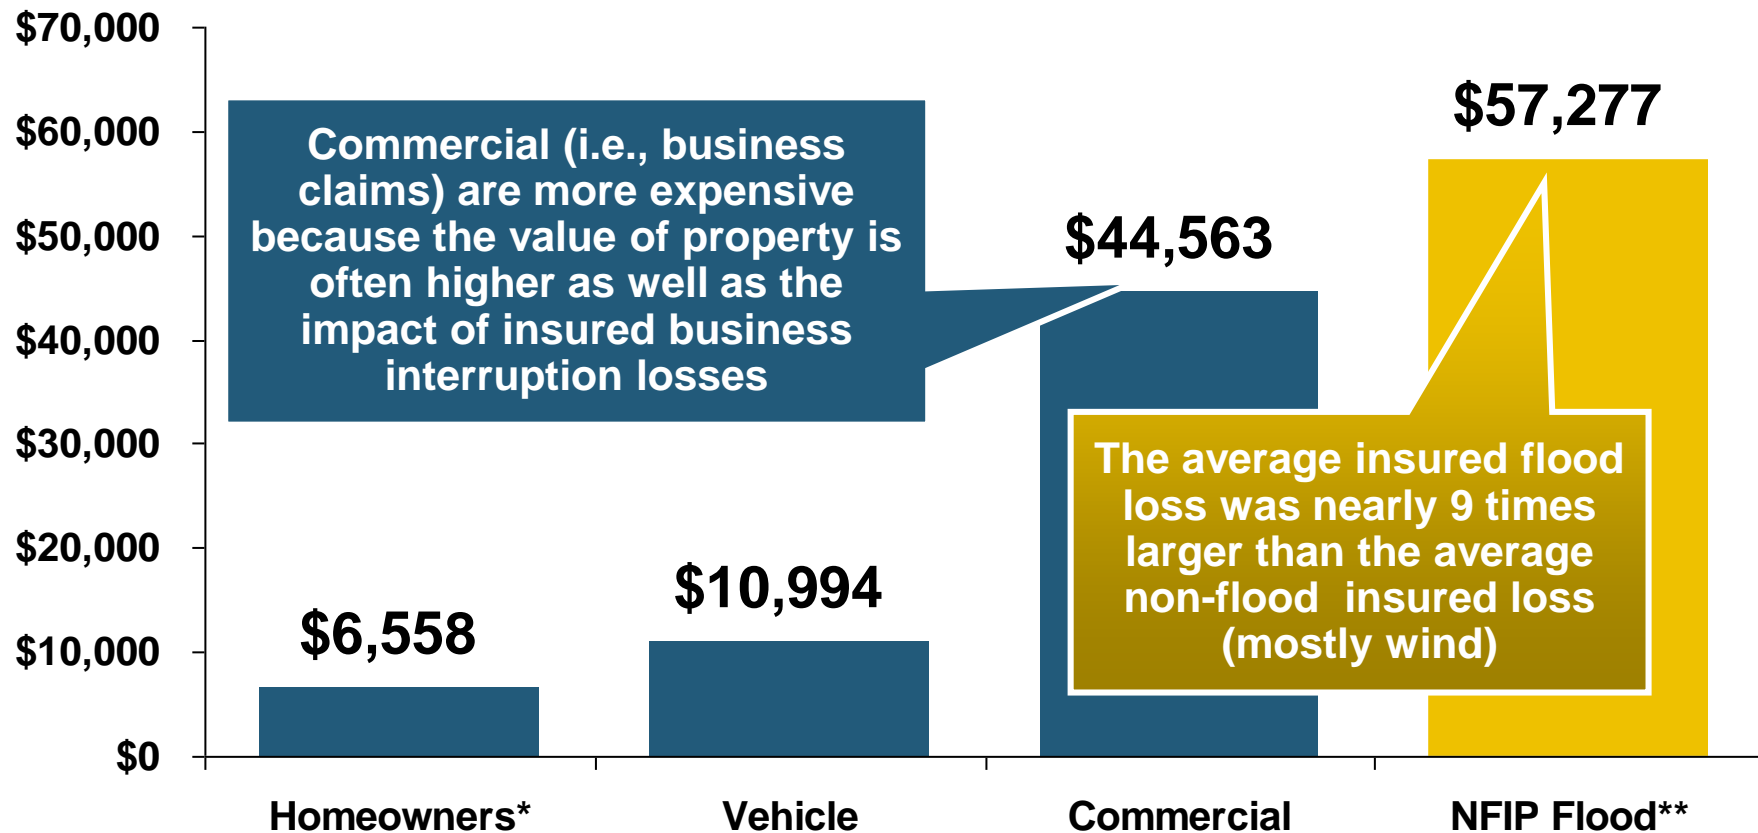 $70,000
$60,000
$50,000
$40,000
$30,000
$20,000
$10,000
$0
Commercial (i.e., business
claims) are more expensive
because the value of property is
often higher as well as the
impact of insured business
interruption losses
$6,558
$10,994
$44,563
$57,277
The average insured flood
loss was nearly 9 times
larger than the average
non-flood  insured loss
(mostly wind)
Homeowners*
Vehicle
Commercial
NFIP Flood**